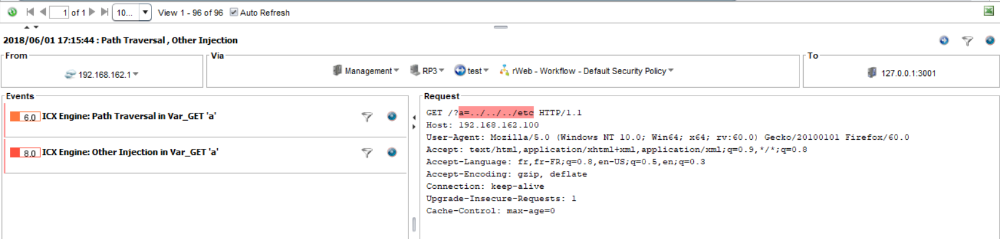 1 of 1 10... View 1 - 96 of 96 Auto Refresh
2018/06/01 17:15:44 : Path Traversal , Other Injection
From
192.168.162.1
Via
Management RP3 test rWeb - Workflow - Default Security Policy
To
127.0.0.1:3001
Events
6.0 ICX Engine: Path Traversal in Var_GET 'a'
8.0 ICX Engine: Other Injection in Var_GET 'a'
Request
GET /?a=../../../etc HTTP/1.1
Host: 192.168.162.100
User-Agent: Mozilla/5.0 (Windows NT 10.0; Win64; x64; rv:60.0) Gecko/20100101 Firefox/60.0
Accept: text/html,application/xhtml+xml,application/xml;q=0.9,*/*;q=0.8
Accept-Language: fr,fr-FR;q=0.8,en-US;q=0.5,en;q=0.3
Accept-Encoding: gzip, deflate
Connection: keep-alive
Upgrade-Insecure-Requests: 1
Cache-Control: max-age=0